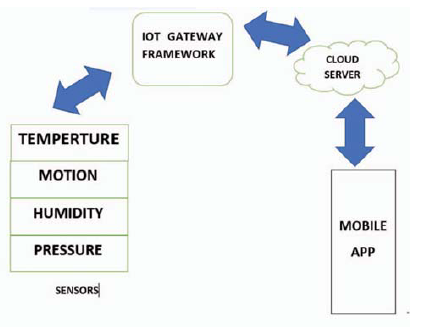 IOT GATEWAY
FRAMEWORK
CLOUD
SERVER
TEMPERTURE
MOTION
HUMIDITY
PRESSURE
SENSORS
MOBILE
APP